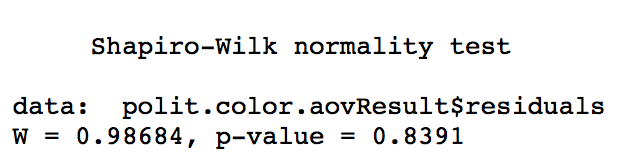 Shapiro-Wilk normality test
data:  polit.color.aovResult$residuals
W = 0.98684, p-value = 0.8391